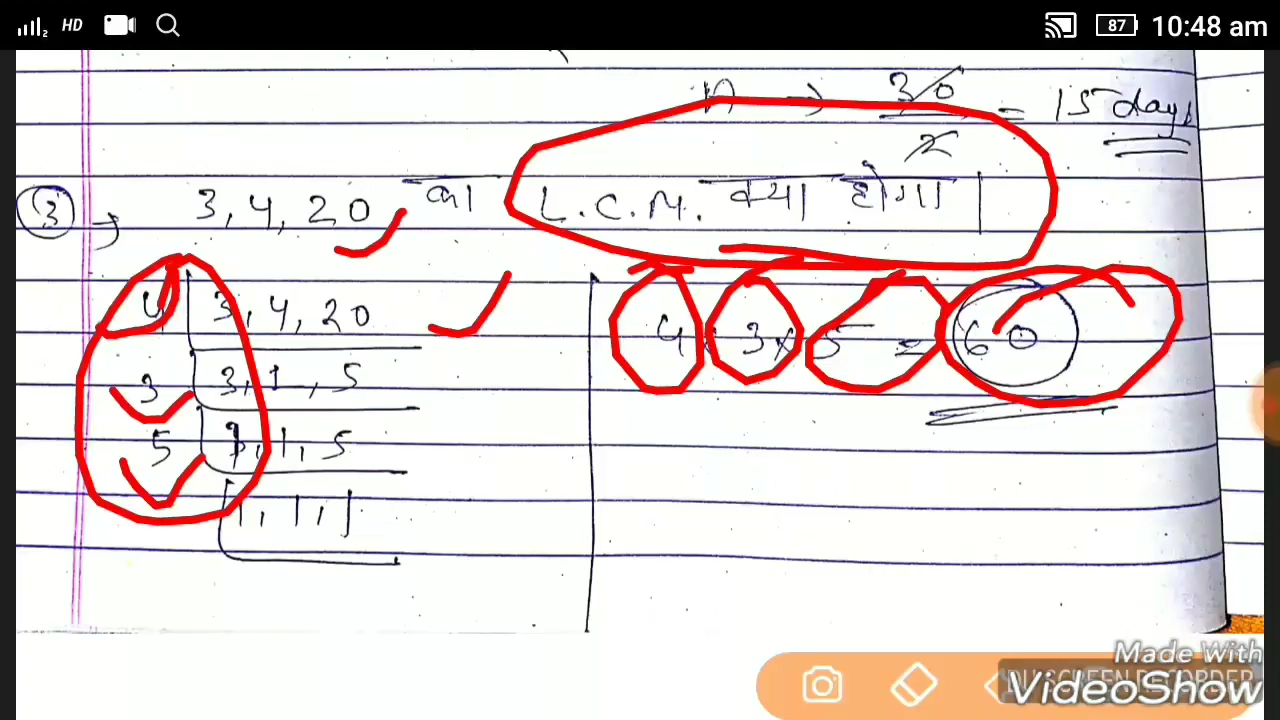 HD 87 10:48 am
n → 30/2 = 15 days
③ → 3, 4, 20 का L.C.M. क्या होगा |
4 | 3, 4, 20
3 | 3, 1, 5
5 | 1, 1, 5
1, 1, 1
4 × 3 × 5 = 60
Made With
VideoShow